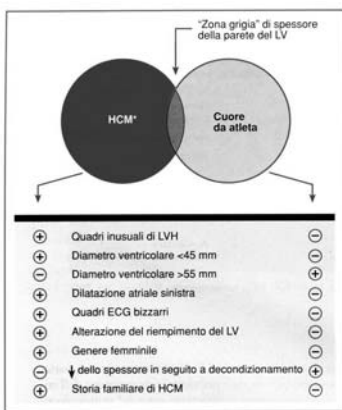 "Zona grigia" di spessore
della parete del LV
HCM*
Cuore
da atleta
⊕ Quadri inusuali di LVH ⊖
⊕ Diametro ventricolare <45 mm ⊖
⊖ Diametro ventricolare >55 mm ⊕
⊕ Dilatazione atriale sinistra ⊖
⊕ Quadri ECG bizzarri ⊖
⊕ Alterazione del riempimento del LV ⊖
⊕ Genere femminile ⊖
⊖ ↓ dello spessore in seguito a decondizionamento ⊕
⊕ Storia familiare di HCM ⊖